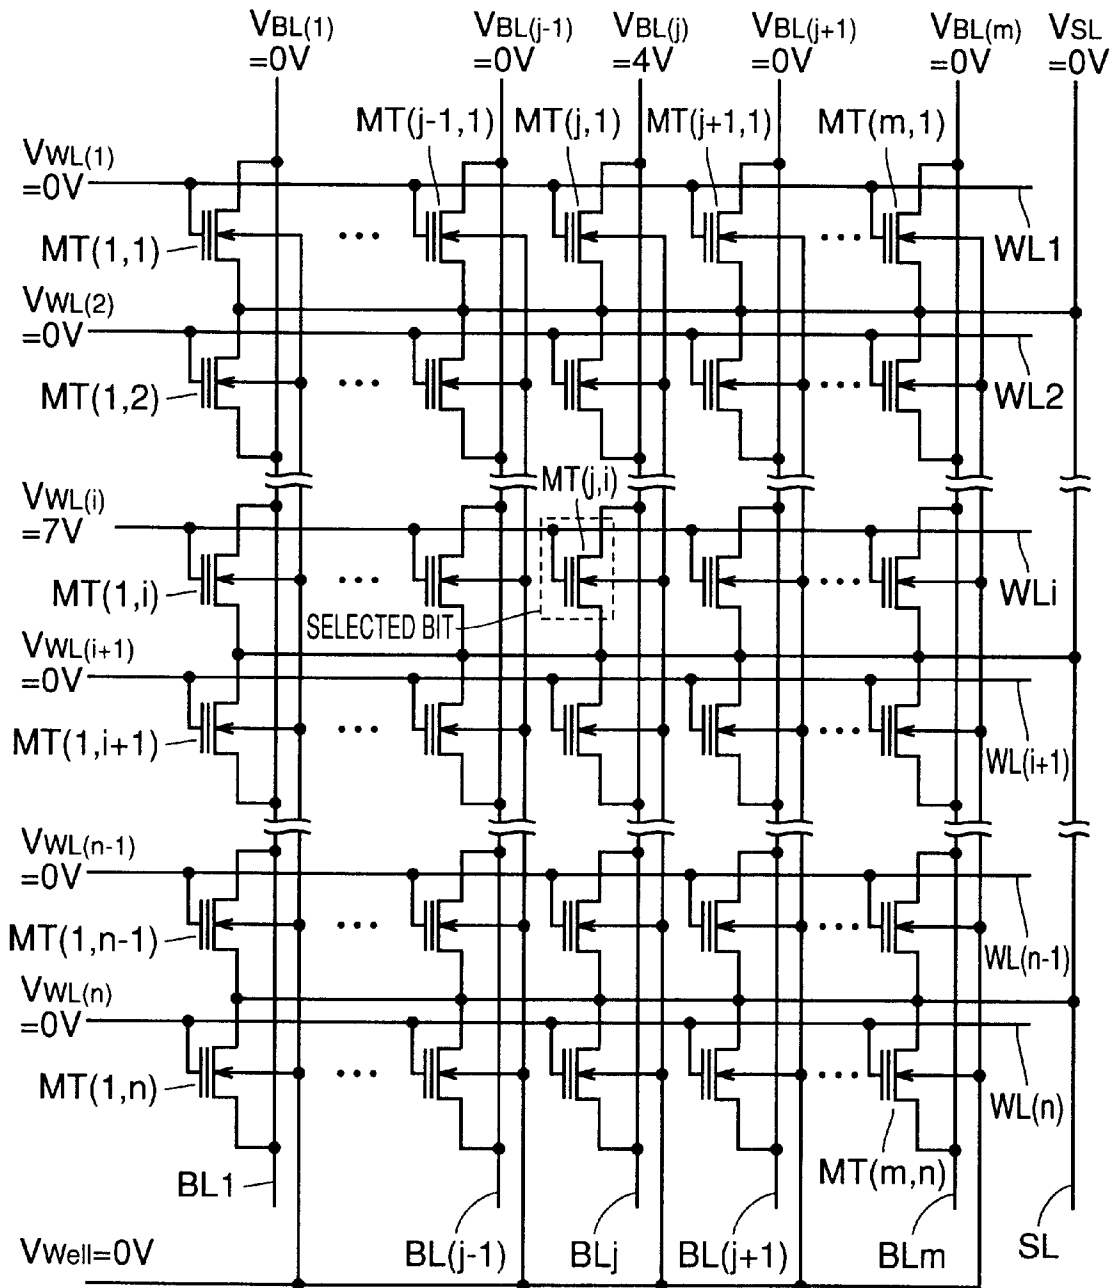 VBL(1)
=0V
VBL(j-1)
=0V
VBL(j)
=4V
VBL(j+1)
=0V
VBL(m)
=0V
VSL
=0V
MT(j-1,1)
MT(j,1)
MT(j+1,1)
MT(m,1)
VWL(1)
=0V
MT(1,1)
WL1
VWL(2)
=0V
MT(1,2)
WL2
MT(j,i)
VWL(i)
=7V
MT(1,i)
WLi
SELECTED BIT
VWL(i+1)
=0V
MT(1,i+1)
WL(i+1)
VWL(n-1)
=0V
MT(1,n-1)
WL(n-1)
VWL(n)
=0V
MT(1,n)
WL(n)
MT(m,n)
BL1
BL(j-1)
BLj
BL(j+1)
BLm
SL
VWell=0V